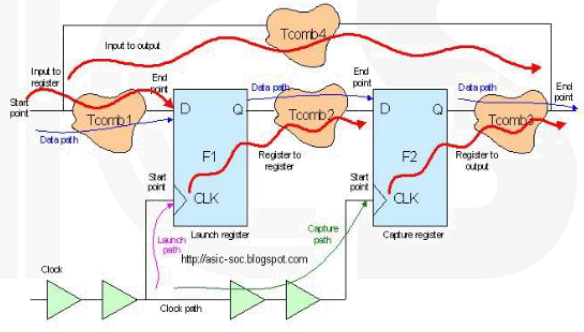 Tcomb4
Input to output
Input to
register
Start
point
End
point
Data path
End
point
Data path
End
point
Tcomb1
D
Q
Tcomb2
D
Q
Tcomb3
Data path
F1
Register to
register
F2
Register to
output
Start
point
Start
point
CLK
CLK
Launch register
Capture
path
Capture register
Launch
path
http://asic-soc.blogspot.com
Clock
Clock path